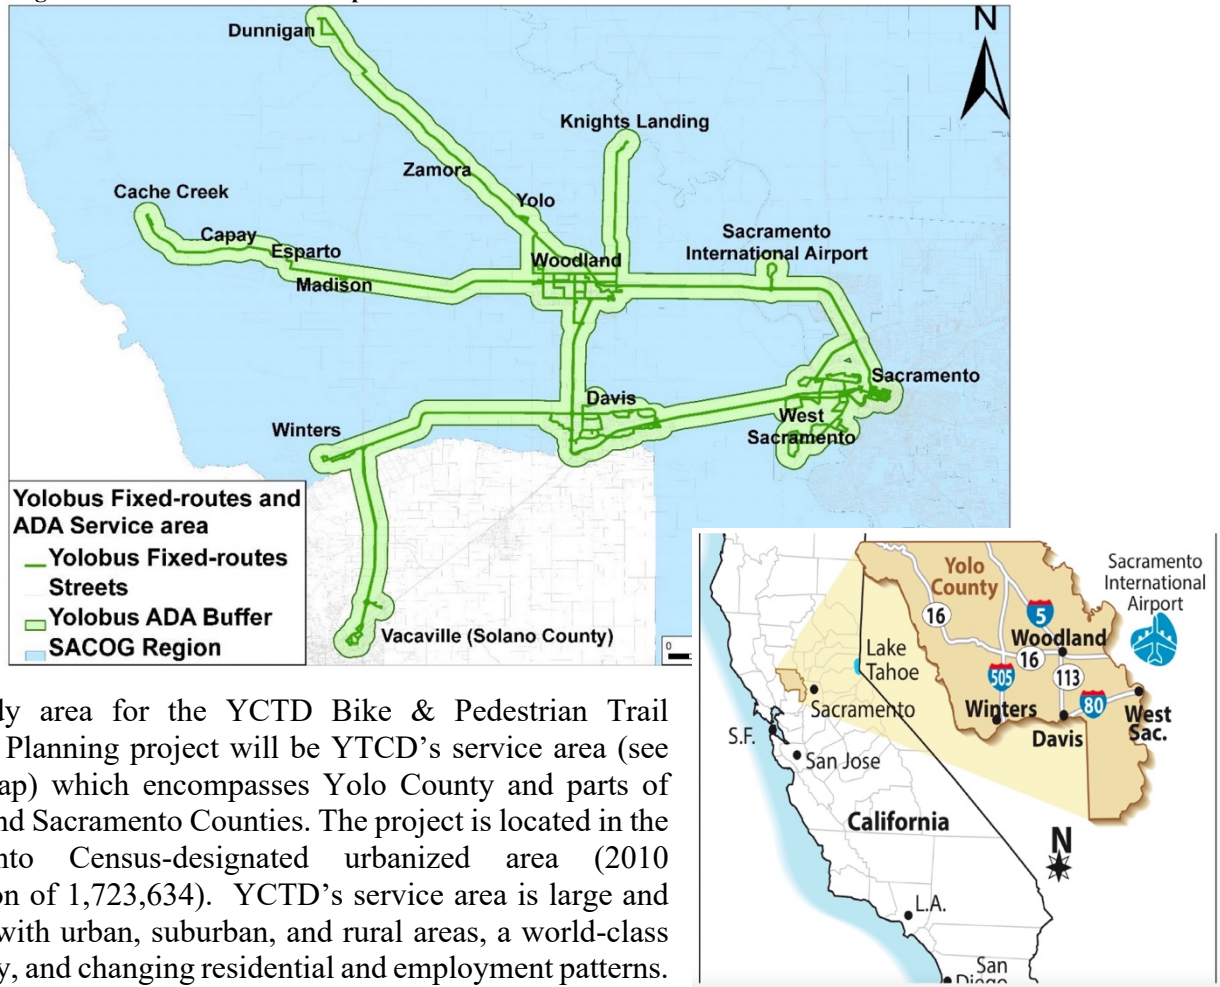 Dunnigan
Knights Landing
Zamora
Cache Creek
Yolo
Capay
Esparto
Madison
Woodland
Sacramento
International Airport
Sacramento
Davis
West
Sacramento
Winters
Vacaville (Solano County)
N
Yolobus Fixed-routes and
ADA Service area
Yolobus Fixed-routes
Streets
Yolobus ADA Buffer
SACOG Region
0
area for the YCTD Bike & Pedestrian Trail
Planning project will be YTCD's service area (see
which encompasses Yolo County and parts of
Sacramento Counties. The project is located in the
Census-designated urbanized area (2010
of 1,723,634). YCTD's service area is large and
with urban, suburban, and rural areas, a world-class
and changing residential and employment patterns.
Yolo
County
Sacramento
International
Airport
16
5
Woodland
16
505
113
80
Winters
Davis
West
Sac.
Lake
Tahoe
Sacramento
S.F.
San Jose
California
N
L.A.
San
Diego